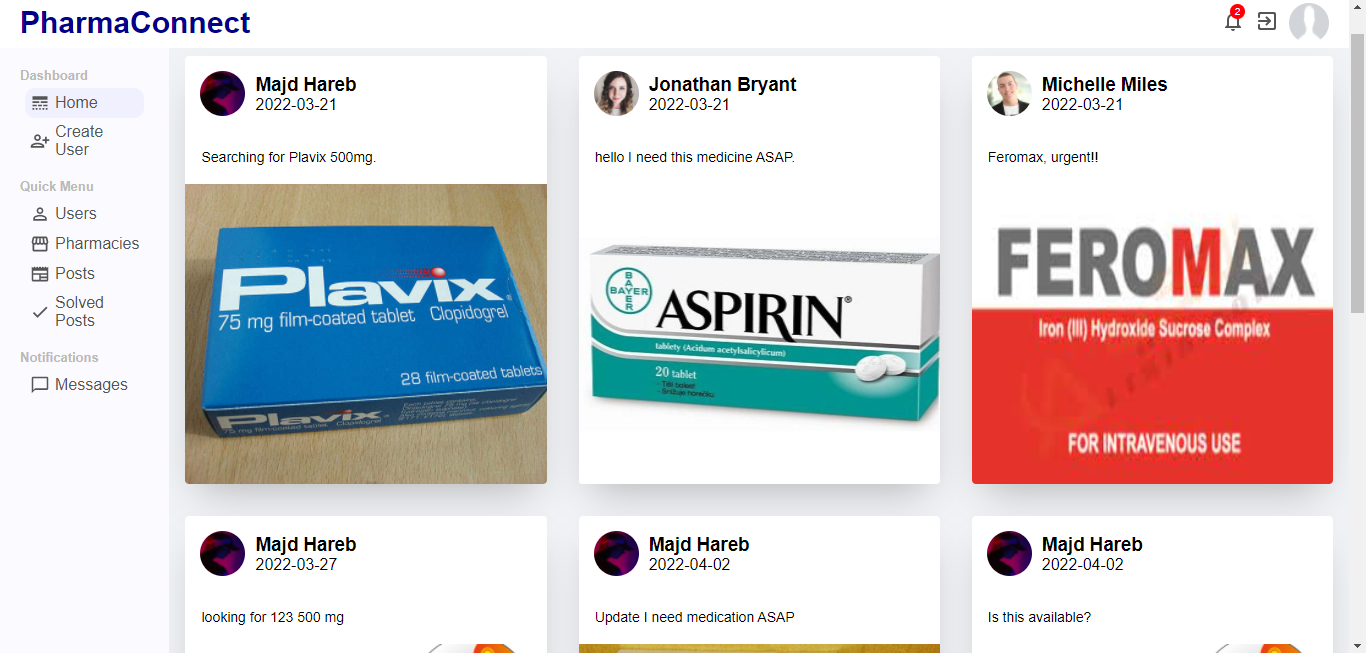 PharmaConnect
2
Dashboard
Home
Create
User
Quick Menu
Users
Pharmacies
Posts
Solved
Posts
Notifications
Messages
Majd Hareb
2022-03-21
Searching for Plavix 500mg.
Plavix
75 mg film-coated tablet Clopidogrel
28 film-coated tablets
Plavix
75 mg film-coated tablet Clopidogrel
Jonathan Bryant
2022-03-21
hello I need this medicine ASAP.
BAYER
BAYER
ASPIRIN®
tablety (Acidum acetylsalicylicum)
20 tablet
- Tiší bolest
- Snižuje horečku
Michelle Miles
2022-03-21
Feromax, urgent!!
FEROMAX
Iron (III) Hydroxide Sucrose Complex
FOR INTRAVENOUS USE
Majd Hareb
2022-03-27
looking for 123 500 mg
Majd Hareb
2022-04-02
Update I need medication ASAP
Majd Hareb
2022-04-02
Is this available?